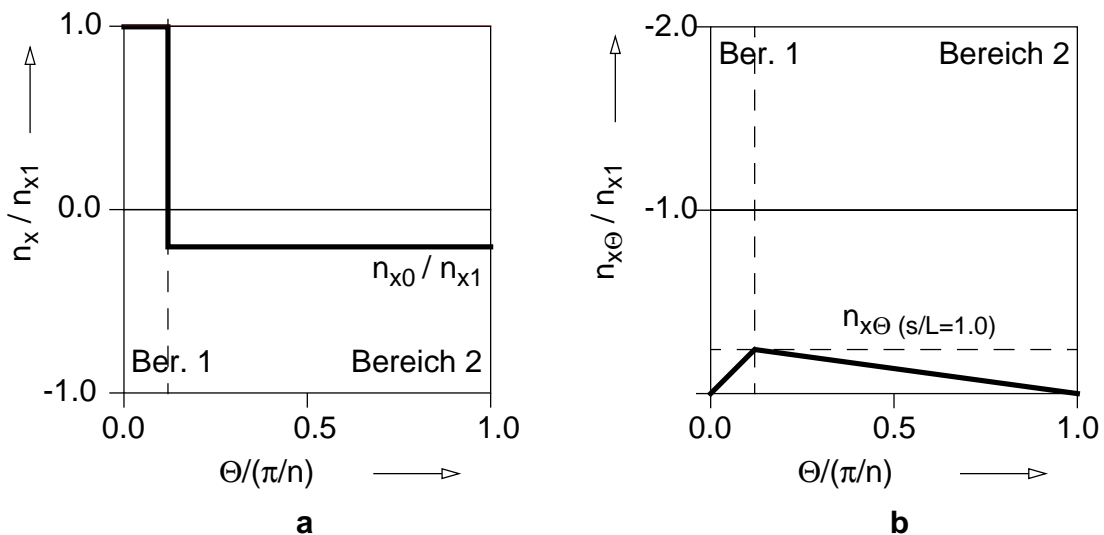 1.0
0.0
-1.0
n_x / n_x1
Ber. 1
Bereich 2
n_x0 / n_x1
0.0 0.5 1.0
Θ/(π/n)
a
-2.0
-1.0
n_xΘ / n_x1
Ber. 1
Bereich 2
n_xΘ (s/L=1.0)
0.0 0.5 1.0
Θ/(π/n)
b